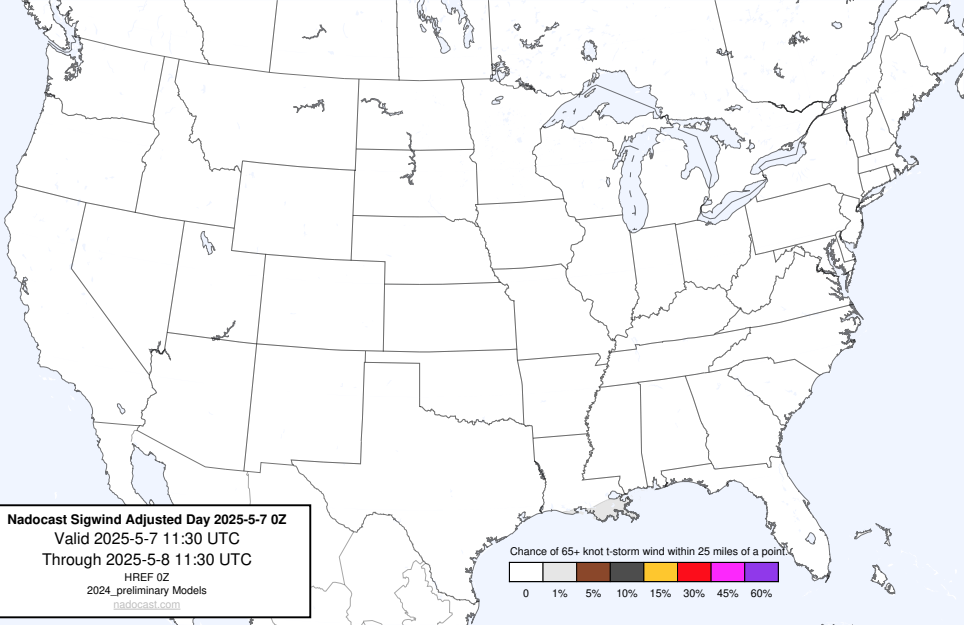 Nadocast Sigwind Adjusted Day 2025-5-7 0Z
Valid 2025-5-7 11:30 UTC
Through 2025-5-8 11:30 UTC
HREF 0Z
2024_preliminary Models
nadocast.com
Chance of 65+ knot t-storm wind within 25 miles of a point.
0 1% 5% 10% 15% 30% 45% 60%